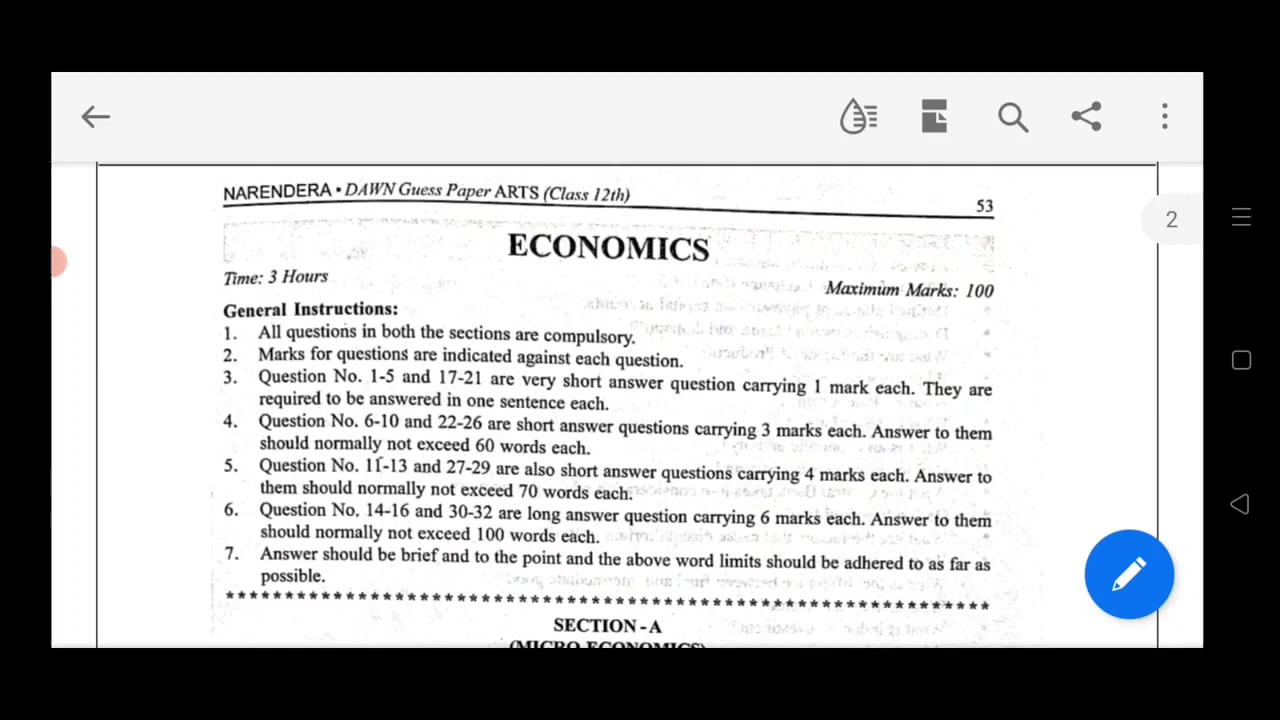 NARENDERA • DAWN Guess Paper ARTS (Class 12th)
53
2
ECONOMICS
Time: 3 Hours
Maximum Marks: 100
General Instructions:
1. All questions in both the sections are compulsory.
2. Marks for questions are indicated against each question.
3. Question No. 1-5 and 17-21 are very short answer question carrying 1 mark each. They are
required to be answered in one sentence each.
4. Question No. 6-10 and 22-26 are short answer questions carrying 3 marks each. Answer to them
should normally not exceed 60 words each.
5. Question No. 11-13 and 27-29 are also short answer questions carrying 4 marks each. Answer to
them should normally not exceed 70 words each.
6. Question No. 14-16 and 30-32 are long answer question carrying 6 marks each. Answer to them
should normally not exceed 100 words each.
7. Answer should be brief and to the point and the above word limits should be adhered to as far as
possible.
SECTION - A
(MICRO ECONOMICS)